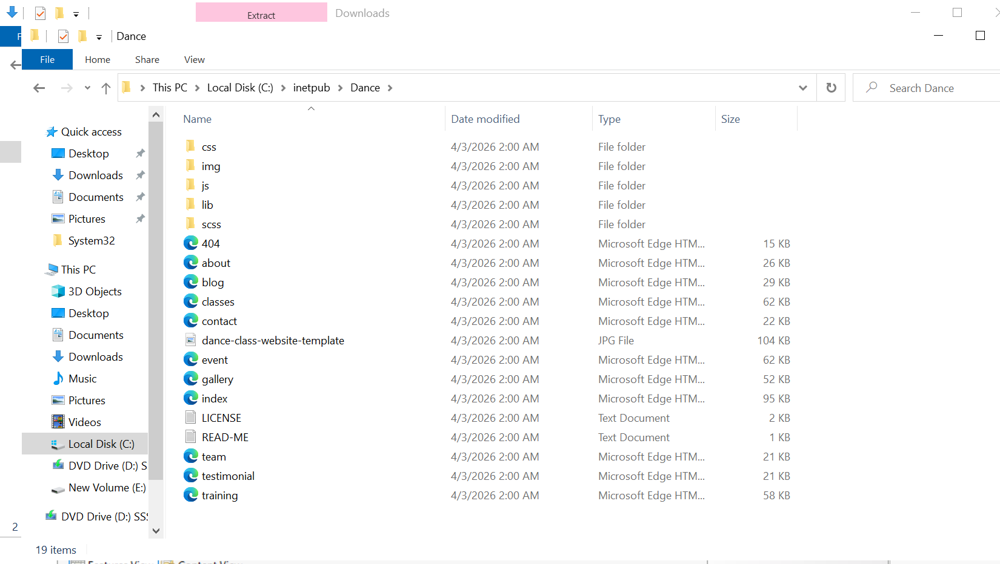 Extract
Downloads
F
Dance
File
Home
Share
View
This PC
Local Disk (C:)
inetpub
Dance
Search Dance
Name
Date modified
Type
Size
Quick access
Desktop
Downloads
Documents
Pictures
System32
This PC
3D Objects
Desktop
Documents
Downloads
Music
Pictures
Videos
Local Disk (C:)
DVD Drive (D:) S
New Volume (E:)
DVD Drive (D:) SSS
css 4/3/2026 2:00 AM File folder
img 4/3/2026 2:00 AM File folder
js 4/3/2026 2:00 AM File folder
lib 4/3/2026 2:00 AM File folder
scss 4/3/2026 2:00 AM File folder
404 4/3/2026 2:00 AM Microsoft Edge HTM... 15 KB
about 4/3/2026 2:00 AM Microsoft Edge HTM... 26 KB
blog 4/3/2026 2:00 AM Microsoft Edge HTM... 29 KB
classes 4/3/2026 2:00 AM Microsoft Edge HTM... 62 KB
contact 4/3/2026 2:00 AM Microsoft Edge HTM... 22 KB
dance-class-website-template 4/3/2026 2:00 AM JPG File 104 KB
event 4/3/2026 2:00 AM Microsoft Edge HTM... 62 KB
gallery 4/3/2026 2:00 AM Microsoft Edge HTM... 52 KB
index 4/3/2026 2:00 AM Microsoft Edge HTM... 95 KB
LICENSE 4/3/2026 2:00 AM Text Document 2 KB
READ-ME 4/3/2026 2:00 AM Text Document 1 KB
team 4/3/2026 2:00 AM Microsoft Edge HTM... 21 KB
testimonial 4/3/2026 2:00 AM Microsoft Edge HTM... 21 KB
training 4/3/2026 2:00 AM Microsoft Edge HTM... 58 KB
2
19 items
Features View
Content View